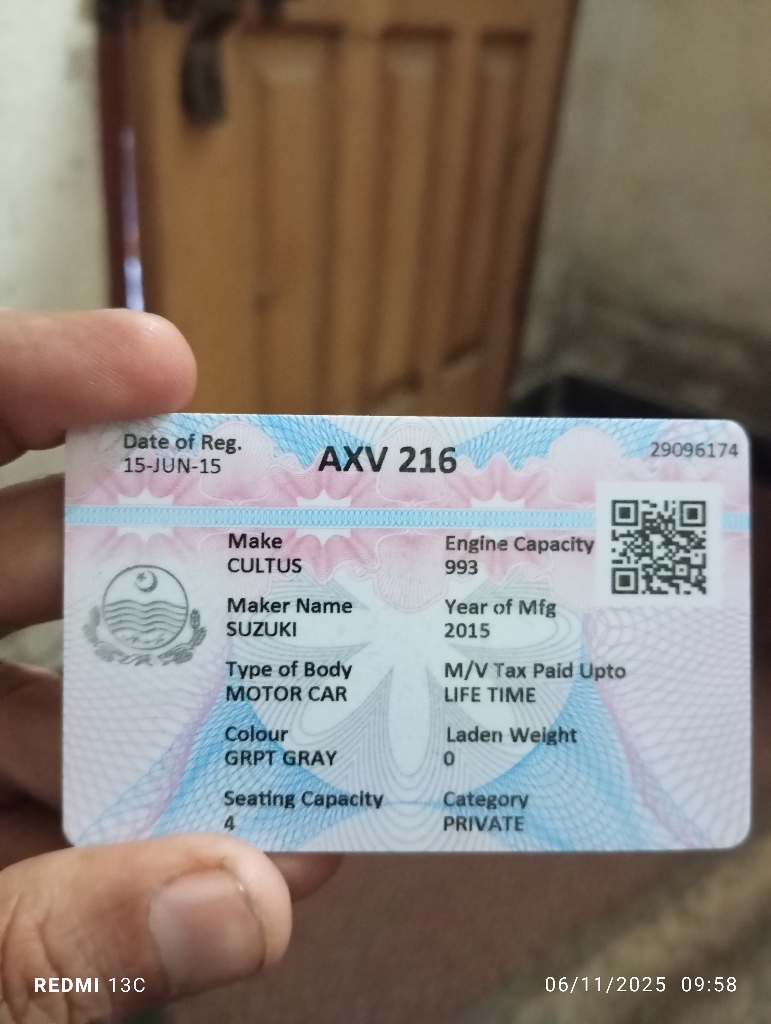 Date of Reg.
15-JUN-15
AXV 216
29096174
Make
CULTUS
Engine Capacity
993
Maker Name
SUZUKI
Year of Mfg
2015
Type of Body
MOTOR CAR
M/V Tax Paid Upto
LIFE TIME
Colour
GRPT GRAY
Laden Weight
0
Seating Capacity
4
Category
PRIVATE
REDMI 13C
06/11/2025 09:58